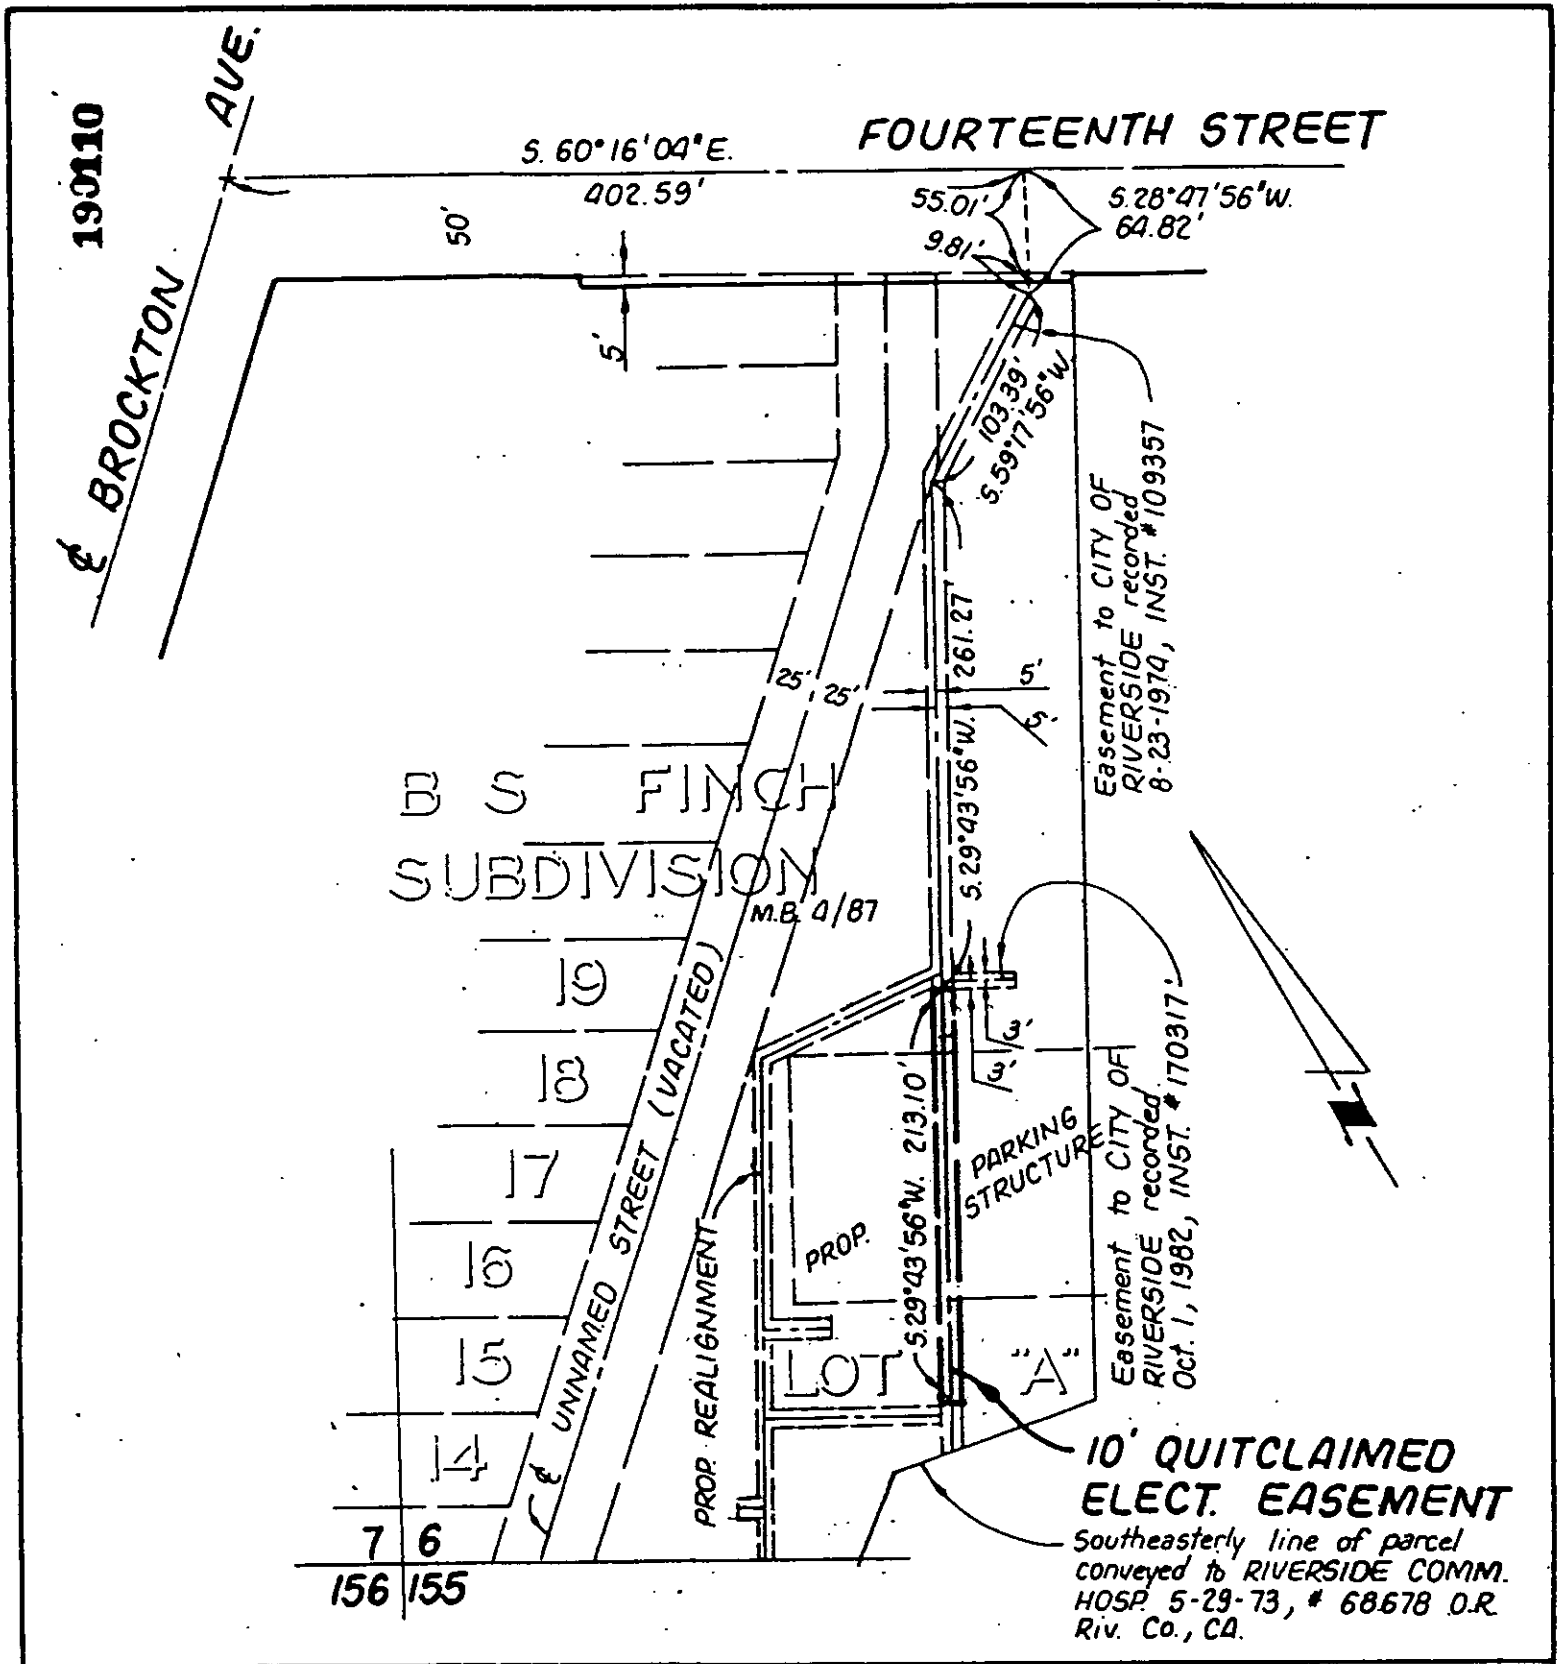 190110
AVE.
℄ BROCKTON
FOURTEENTH STREET
S. 60°16'04"E.
402.59'
50'
5'
55.01'
9.81'
S.28°47'56"W.
64.82'
103.39'
S.59°17'56"W.
Easement to CITY OF
RIVERSIDE recorded
8-23-1974, INST. #109357
261.27'
S.29°43'56"W.
25' 25'
5'
5'
B S FINCH
SUBDIVISION
M.B. 4/87
19
18
17
16
15
14
℄ UNNAMED STREET (VACATED)
3'
3'
213.10'
S.29°43'56"W.
PROP. PARKING
STRUCTURE
PROP. REALIGNMENT
Easement to CITY OF
RIVERSIDE recorded
Oct. 1, 1982, INST. #170317
LOT "A"
10' QUITCLAIMED
ELECT. EASEMENT
Southeasterly line of parcel
conveyed to RIVERSIDE COMM.
HOSP. 5-29-73, # 68678 O.R.
Riv. Co., CA.
7 6
156 155